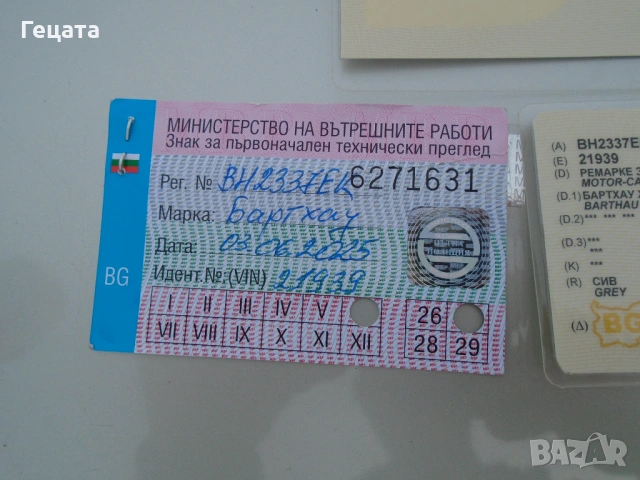 Гецата
МИНИСТЕРСТВО НА ВЪТРЕШНИТЕ РАБОТИ
Знак за първоначален технически преглед
Рег. № ВН2337ЕК 6271631
Марка: Бартхау
Дата: 03.06.2025
Идент.№:(VIN) 21939
BG
I II III IV V
26
VII VIII IX X XI XII
28 29
(A) BH2337E
(E) 21939
(D) РЕМАРКЕ З
MOTOR-CA
(D.1) БАРТХАУ
BARTHAU
(D.2) *** *** ***
(D.3) ***
***
(K) ***
(R) СИВ
GREY
(Δ) BG
BAZAR